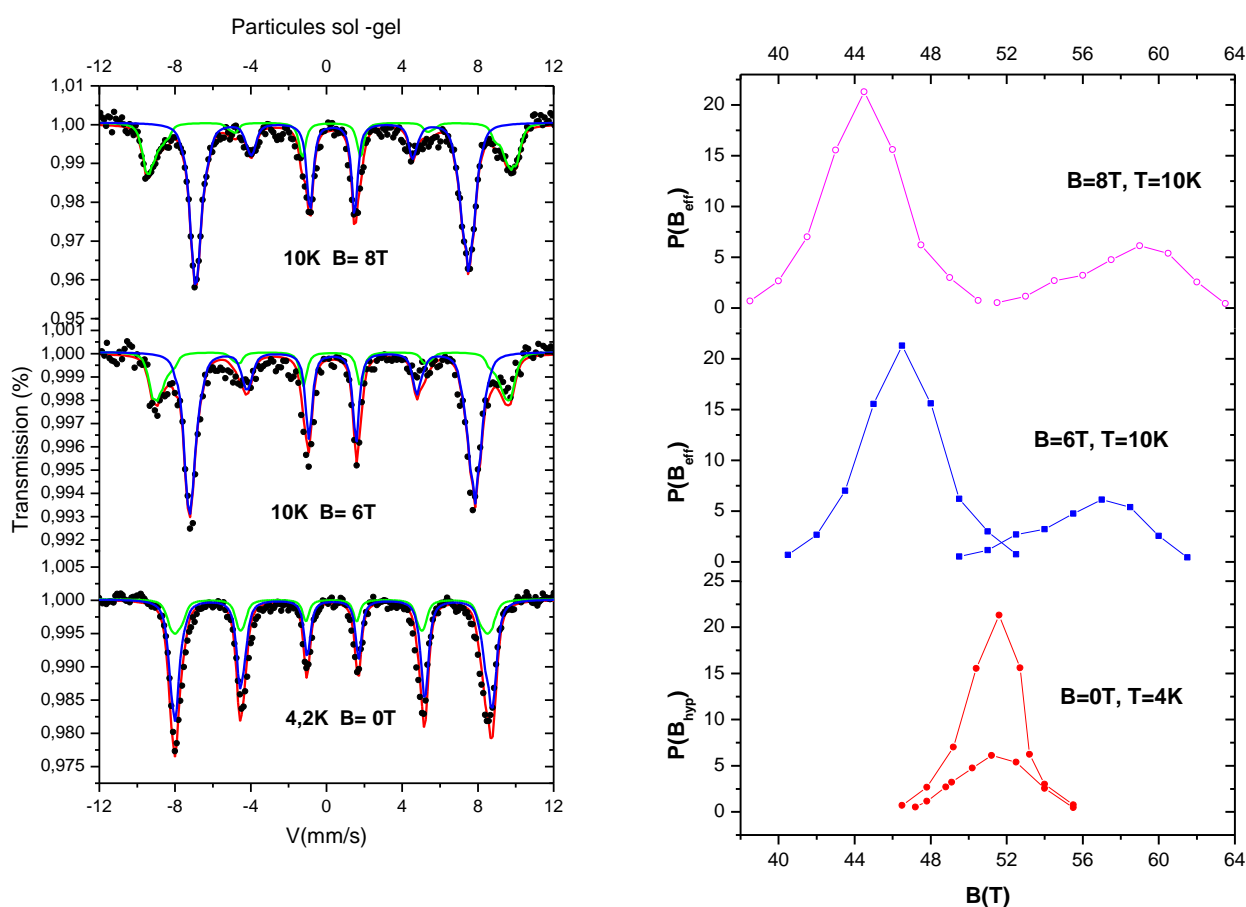 Particules sol -gel
-12 -8 -4 0 4 8 12
1,01
1,00
0,99
0,98
0,97
0,96
0,95
10K B= 8T
1,001
1,000
0,999
0,998
0,996
0,995
0,994
0,993
0,992
10K B= 6T
1,005
1,000
0,995
0,990
0,985
0,980
0,975
4,2K B= 0T
Transmission (%)
-12 -8 -4 0 4 8 12
V(mm/s)
40 44 48 52 56 60 64
20
15
10
5
0
P(Beff)
B=8T, T=10K
20
15
10
5
0
P(Beff)
B=6T, T=10K
25
20
15
10
5
0
P(Bhyp)
B=0T, T=4K
40 44 48 52 56 60 64
B(T)